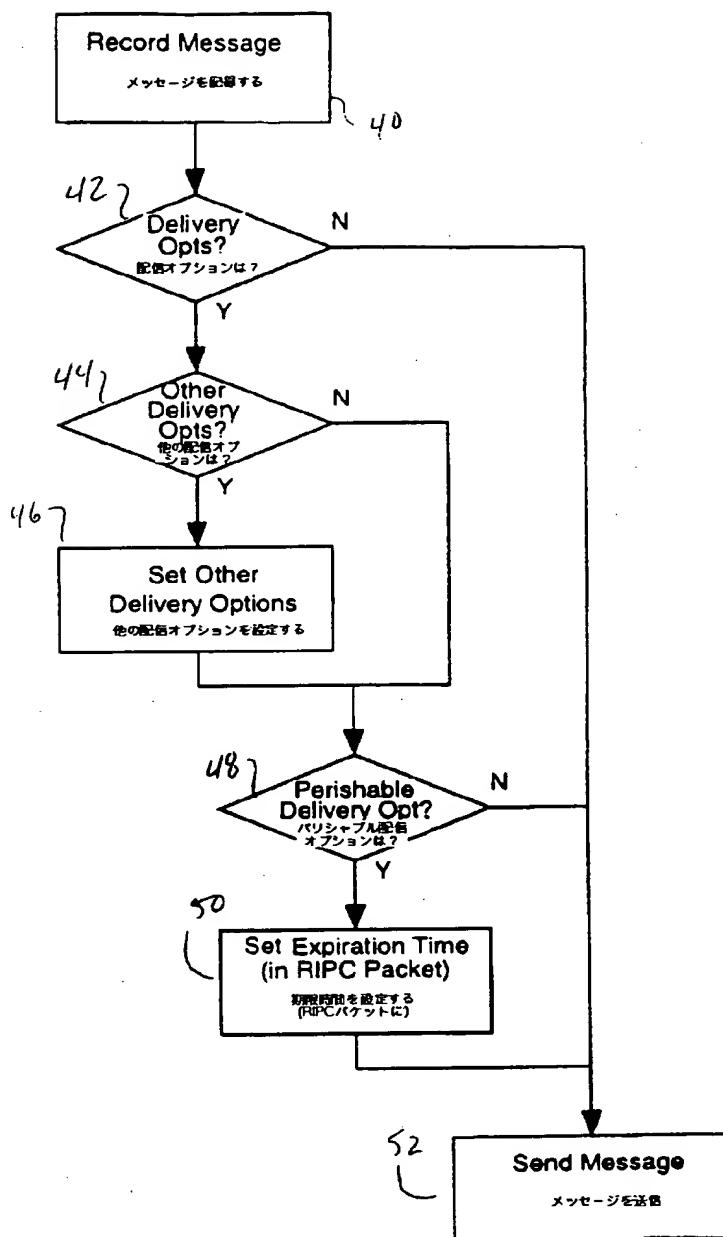 Record Message
メッセージを記録する
40
42
Delivery
Opts?
配信オプションは？
N
Y
44
Other
Delivery
Opts?
他の配信オプ
ションは？
N
Y
46
Set Other
Delivery Options
他の配信オプションを設定する
48
Perishable
Delivery Opt?
パリシャブル配信
オプションは？
N
Y
50
Set Expiration Time
(in RIPC Packet)
期限時間を設定する
(RIPCパケットに)
52
Send Message
メッセージを送信